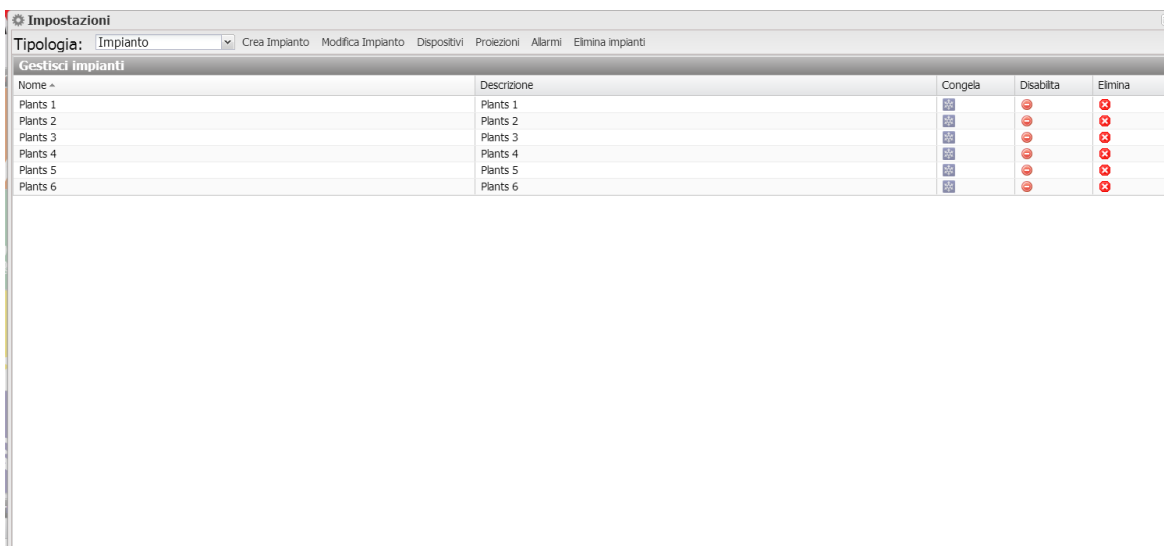 Impostazioni
Tipologia: Impianto Crea Impianto Modifica Impianto Dispositivi Proiezioni Allarmi Elimina impianti
Gestisci impianti
Nome Descrizione Congela Disabilita Elimina
Plants 1 Plants 1
Plants 2 Plants 2
Plants 3 Plants 3
Plants 4 Plants 4
Plants 5 Plants 5
Plants 6 Plants 6